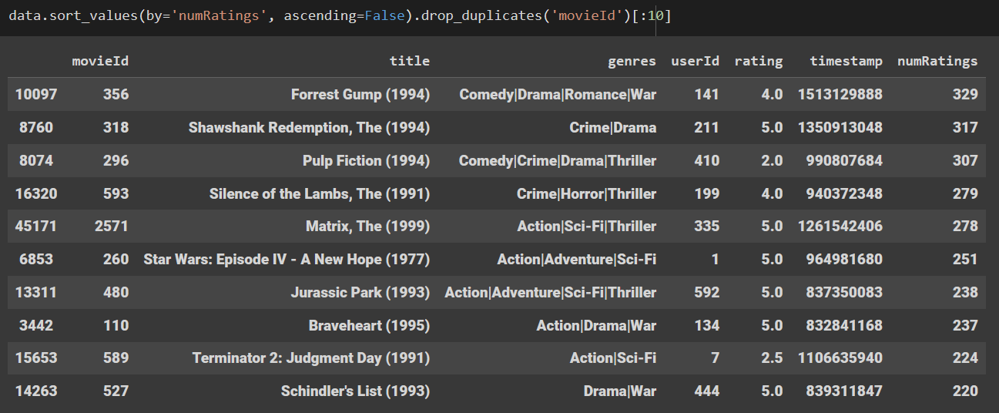 data.sort_values(by='numRatings', ascending=False).drop_duplicates('movieId')[:10]
movieId title genres userId rating timestamp numRatings
10097 356 Forrest Gump (1994) Comedy|Drama|Romance|War 141 4.0 1513129888 329
8760 318 Shawshank Redemption, The (1994) Crime|Drama 211 5.0 1350913048 317
8074 296 Pulp Fiction (1994) Comedy|Crime|Drama|Thriller 410 2.0 990807684 307
16320 593 Silence of the Lambs, The (1991) Crime|Horror|Thriller 199 4.0 940372348 279
45171 2571 Matrix, The (1999) Action|Sci-Fi|Thriller 335 5.0 1261542406 278
6853 260 Star Wars: Episode IV - A New Hope (1977) Action|Adventure|Sci-Fi 1 5.0 964981680 251
13311 480 Jurassic Park (1993) Action|Adventure|Sci-Fi|Thriller 592 5.0 837350083 238
3442 110 Braveheart (1995) Action|Drama|War 134 5.0 832841168 237
15653 589 Terminator 2: Judgment Day (1991) Action|Sci-Fi 7 2.5 1106635940 224
14263 527 Schindler's List (1993) Drama|War 444 5.0 839311847 220